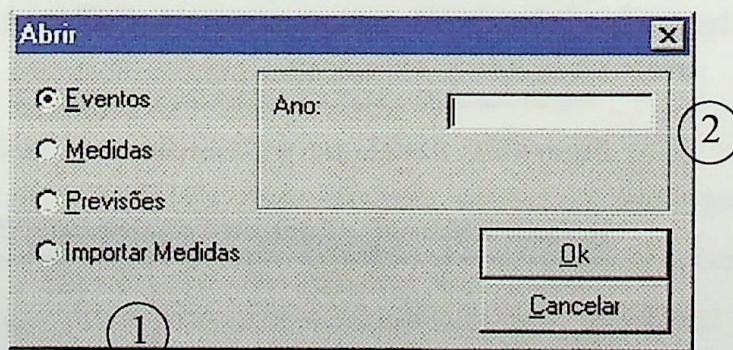 Abrir
Eventos
Ano:
2
Medidas
Previsões
Importar Medidas
Ok
Cancelar
1